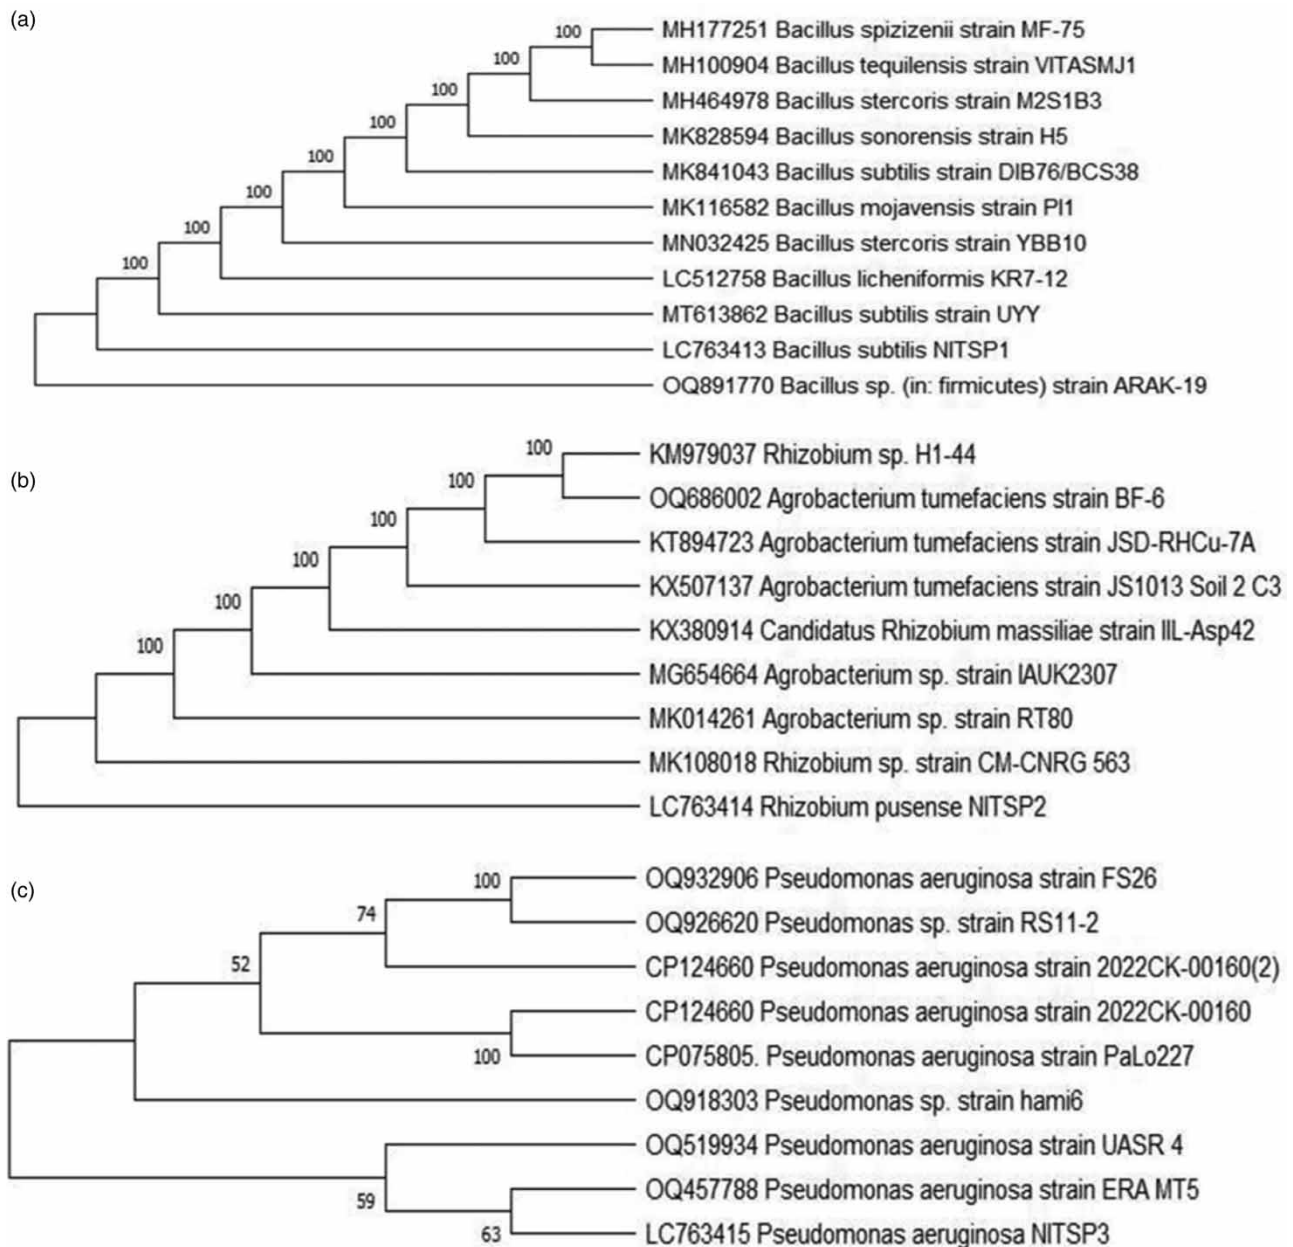 (a)
100
MH177251 Bacillus spizizenii strain MF-75
100
MH100904 Bacillus tequilensis strain VITASMJ1
100
MH464978 Bacillus stercoris strain M2S1B3
100
MK828594 Bacillus sonorensis strain H5
100
MK841043 Bacillus subtilis strain DIB76/BCS38
100
MK116582 Bacillus mojavensis strain PI1
100
MN032425 Bacillus stercoris strain YBB10
100
LC512758 Bacillus licheniformis KR7-12
MT613862 Bacillus subtilis strain UYY
LC763413 Bacillus subtilis NITSP1
OQ891770 Bacillus sp. (in: firmicutes) strain ARAK-19
(b)
100
KM979037 Rhizobium sp. H1-44
100
OQ686002 Agrobacterium tumefaciens strain BF-6
100
KT894723 Agrobacterium tumefaciens strain JSD-RHCu-7A
100
KX507137 Agrobacterium tumefaciens strain JS1013 Soil 2 C3
100
KX380914 Candidatus Rhizobium massiliae strain IIL-Asp42
100
MG654664 Agrobacterium sp. strain IAUK2307
MK014261 Agrobacterium sp. strain RT80
MK108018 Rhizobium sp. strain CM-CNRG 563
LC763414 Rhizobium pusense NITSP2
(c)
100
OQ932906 Pseudomonas aeruginosa strain FS26
74
OQ926620 Pseudomonas sp. strain RS11-2
52
CP124660 Pseudomonas aeruginosa strain 2022CK-00160(2)
CP124660 Pseudomonas aeruginosa strain 2022CK-00160
100
CP075805. Pseudomonas aeruginosa strain PaLo227
OQ918303 Pseudomonas sp. strain hami6
OQ519934 Pseudomonas aeruginosa strain UASR 4
59
OQ457788 Pseudomonas aeruginosa strain ERA MT5
63
LC763415 Pseudomonas aeruginosa NITSP3